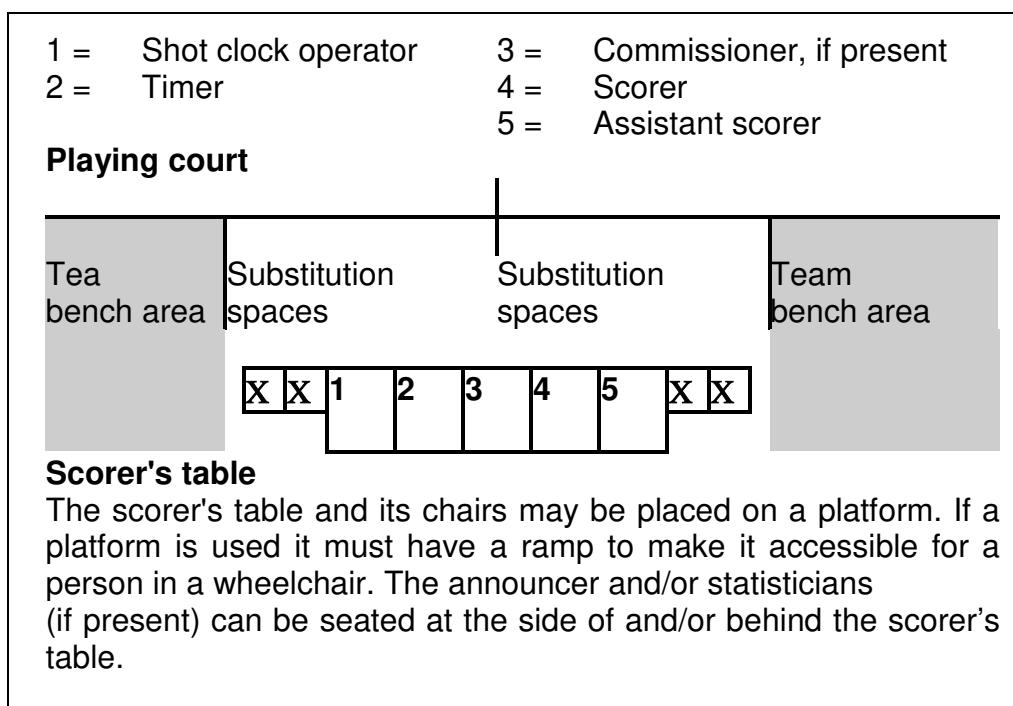 1 = Shot clock operator 3 = Commissioner, if present
2 = Timer 4 = Scorer
5 = Assistant scorer
Playing court
Tea Substitution Substitution Team
bench area spaces spaces bench area
X X 1 2 3 4 5 X X
Scorer's table
The scorer's table and its chairs may be placed on a platform. If a
platform is used it must have a ramp to make it accessible for a
person in a wheelchair. The announcer and/or statisticians
(if present) can be seated at the side of and/or behind the scorer’s
table.